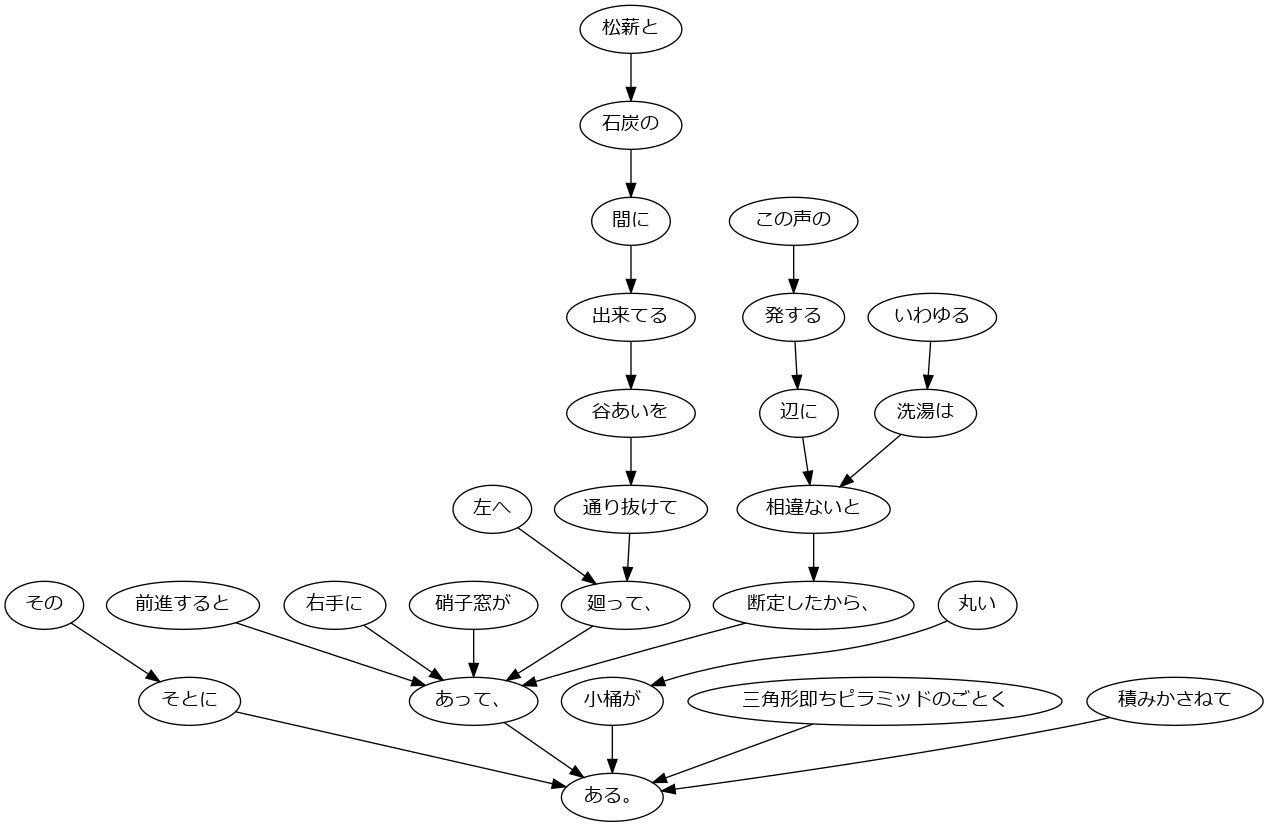 松薪と
石炭の
間に
この声の
出来てる
発する
いわゆる
谷あいを
辺に
洗湯は
左へ
通り抜けて
相違ないと
その
前進すると
右手に
硝子窓が
廻って、
断定したから、
丸い
そとに
あって、
小桶が
三角形即ちピラミッドのごとく
積みかさねて
ある。